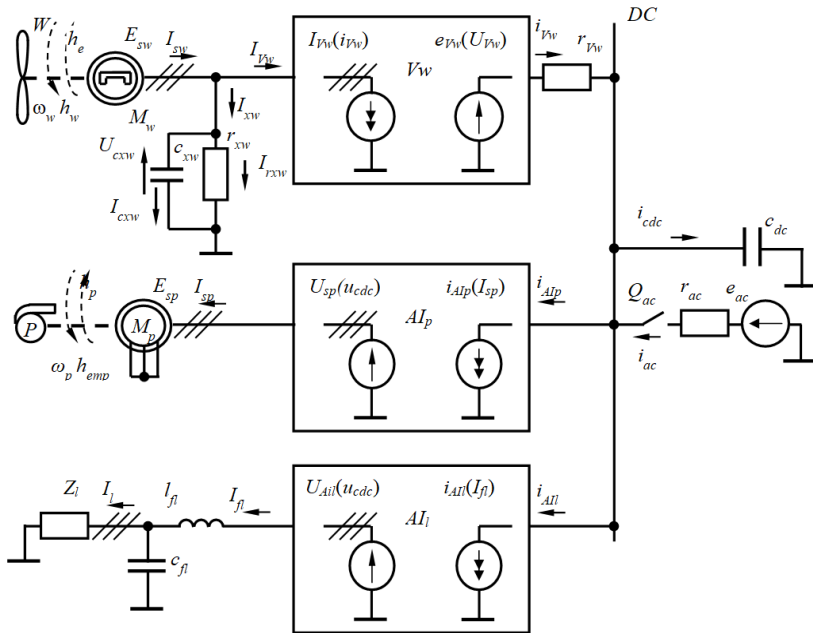 DC
W h_e E_sw I_sw I_Vw I_Vw(i_Vw) e_Vw(U_Vw) i_Vw r_Vw
Vw
ω_w h_w M_w I_xw
U_cxw c_xw r_xw I_rxw
I_cxw
i_cdc c_dc
h_p E_sp I_sp U_sp(u_cdc) i_AIp(I_sp) i_AIp Q_ac r_ac e_ac
P M_p AI_p
ω_p h_emp i_ac
Z_l I_l l_fl I_fl U_Ail(u_cdc) i_AIl(I_fl) i_AIl
AI_l
c_fl